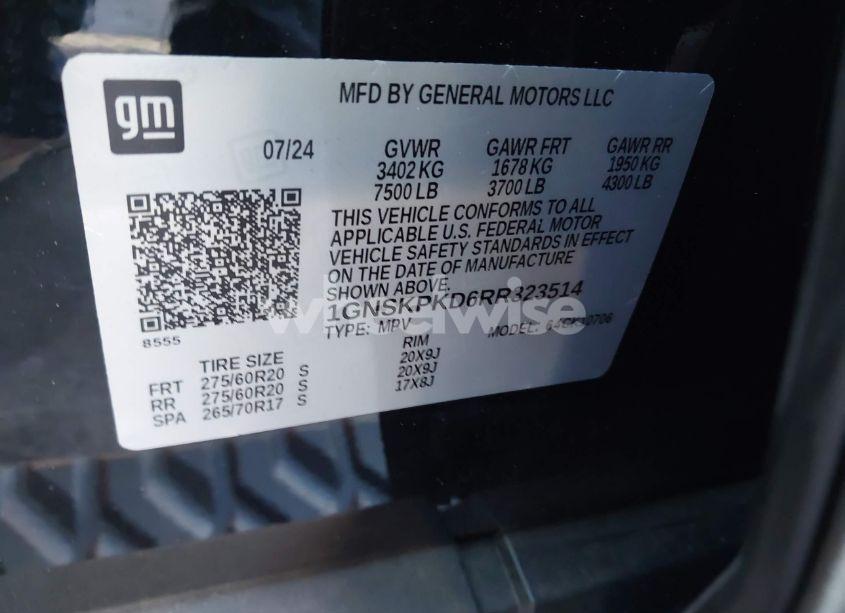 gm
MFD BY GENERAL MOTORS LLC
07/24 GVWR GAWR FRT GAWR RR
3402 KG 1678 KG 1950 KG
7500 LB 3700 LB 4300 LB
THIS VEHICLE CONFORMS TO ALL
APPLICABLE U.S. FEDERAL MOTOR
VEHICLE SAFETY STANDARDS IN EFFECT
ON THE DATE OF MANUFACTURE
SHOWN ABOVE.
1GNSKPKD6RR323514
TYPE: MPV MODEL:
8555
TIRE SIZE RIM
FRT 275/60R20 S 20X9J
RR 275/60R20 S 20X9J
SPA 265/70R17 S 17X8J